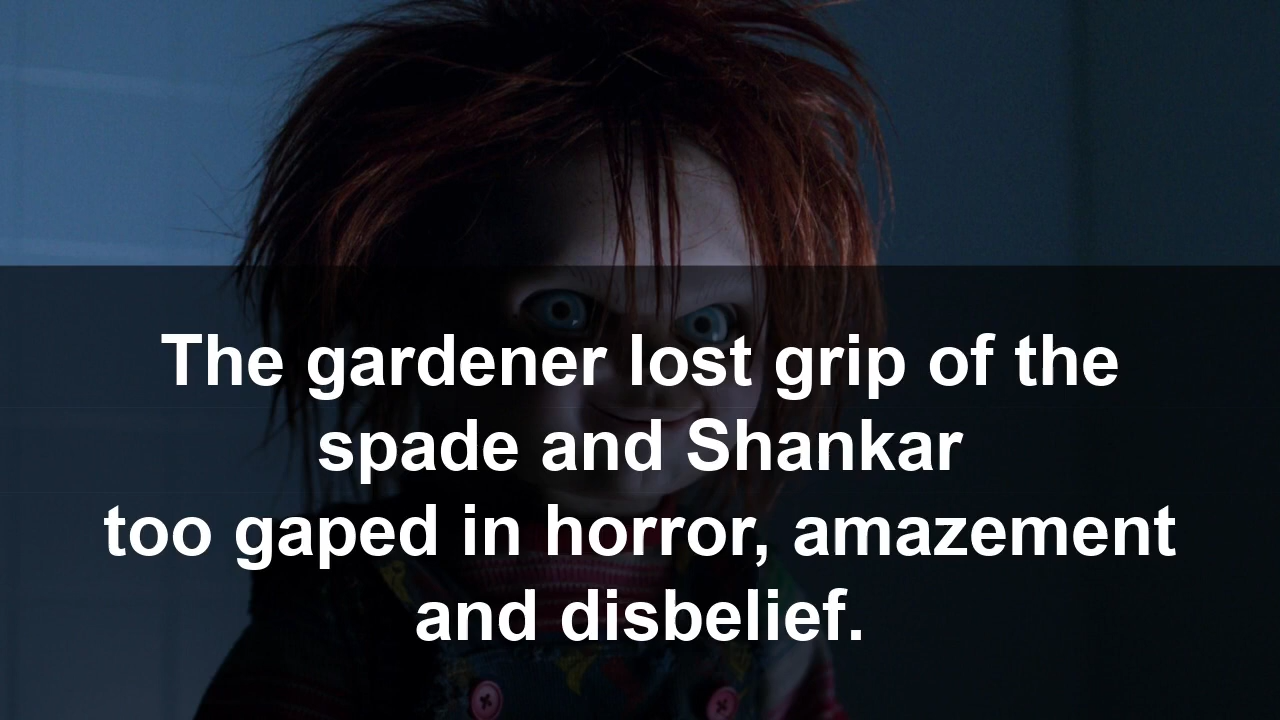 The gardener lost grip of the
spade and Shankar
too gaped in horror, amazement
and disbelief.